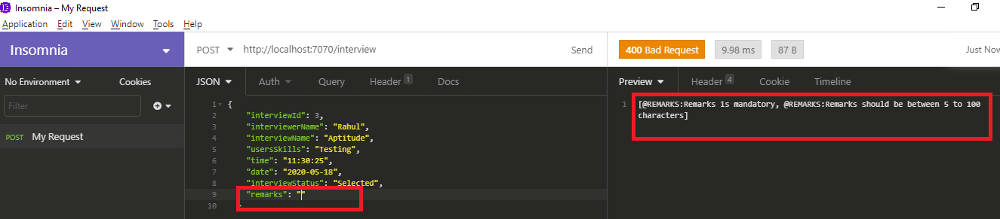 Insomnia – My Request
Application Edit View Window Tools Help
Insomnia
POST http://localhost:7070/interview Send
400 Bad Request 9.98 ms 87 B Just Now
No Environment Cookies
JSON Auth Query Header 1 Docs
Preview Header 4 Cookie Timeline
Filter
POST My Request
1 {
2 "interviewId": 3,
3 "interviewerName": "Rahul",
4 "interviewName": "Aptitude",
5 "usersSkills": "Testing",
6 "time": "11:30:25",
7 "date": "2020-05-18",
8 "interviewStatus": "Selected",
9 "remarks": ""
10
1 [@REMARKS:Remarks is mandatory, @REMARKS:Remarks should be between 5 to 100
characters]